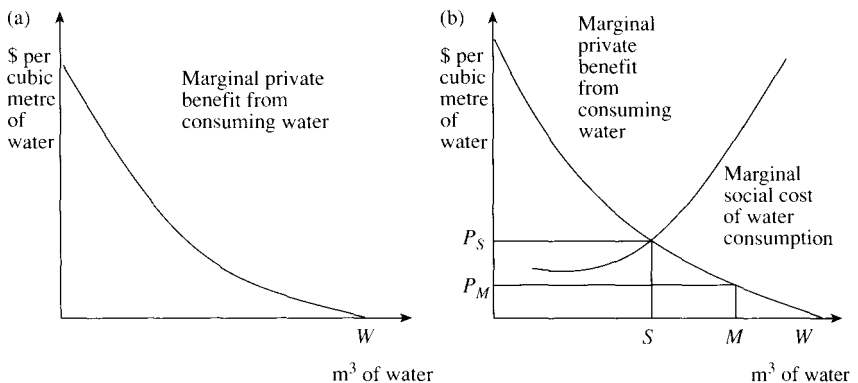 (a)
$ per
cubic
metre
of
water
Marginal private
benefit from
consuming water
W
m³ of water
(b)
$ per
cubic
metre
of
water
Marginal
private
benefit
from
consuming
water
Marginal
social cost
of water
consumption
P_S
P_M
S
M
W
m³ of water